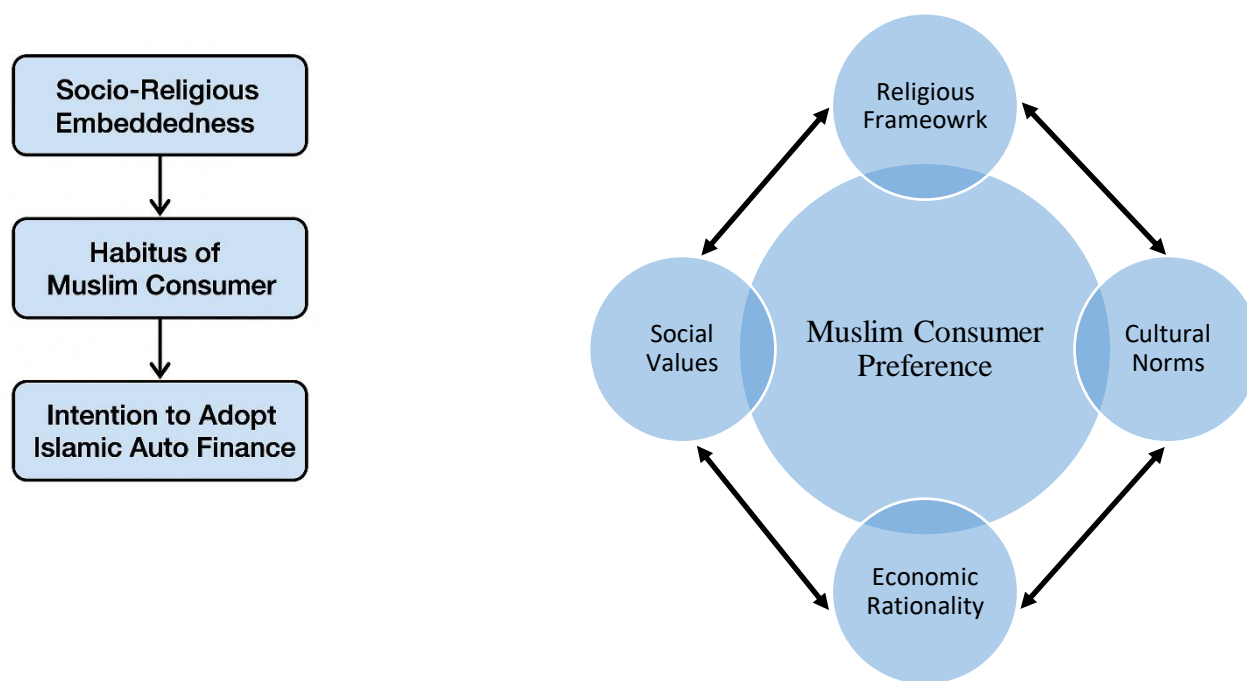 Socio-Religious
Embeddedness
Habitus of
Muslim Consumer
Intention to Adopt
Islamic Auto Finance
Religious
Frameowrk
Social
Values
Muslim Consumer
Preference
Cultural
Norms
Economic
Rationality